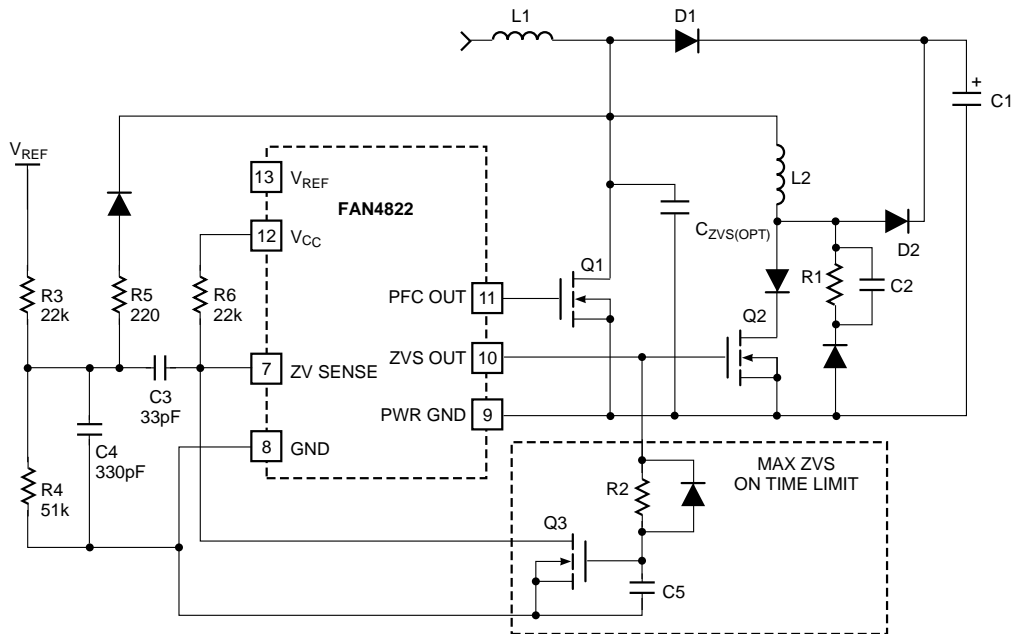 L1
D1
+
C1
VREF
13
VREF
FAN4822
L2
12
VCC
CZVS(OPT)
D2
R3
22k
R5
220
R6
22k
Q1
PFC OUT
11
R1
C2
Q2
ZVS OUT
10
7
ZV SENSE
C3
33pF
PWR GND
9
8
GND
C4
330pF
R4
51k
MAX ZVS
ON TIME LIMIT
R2
Q3
C5